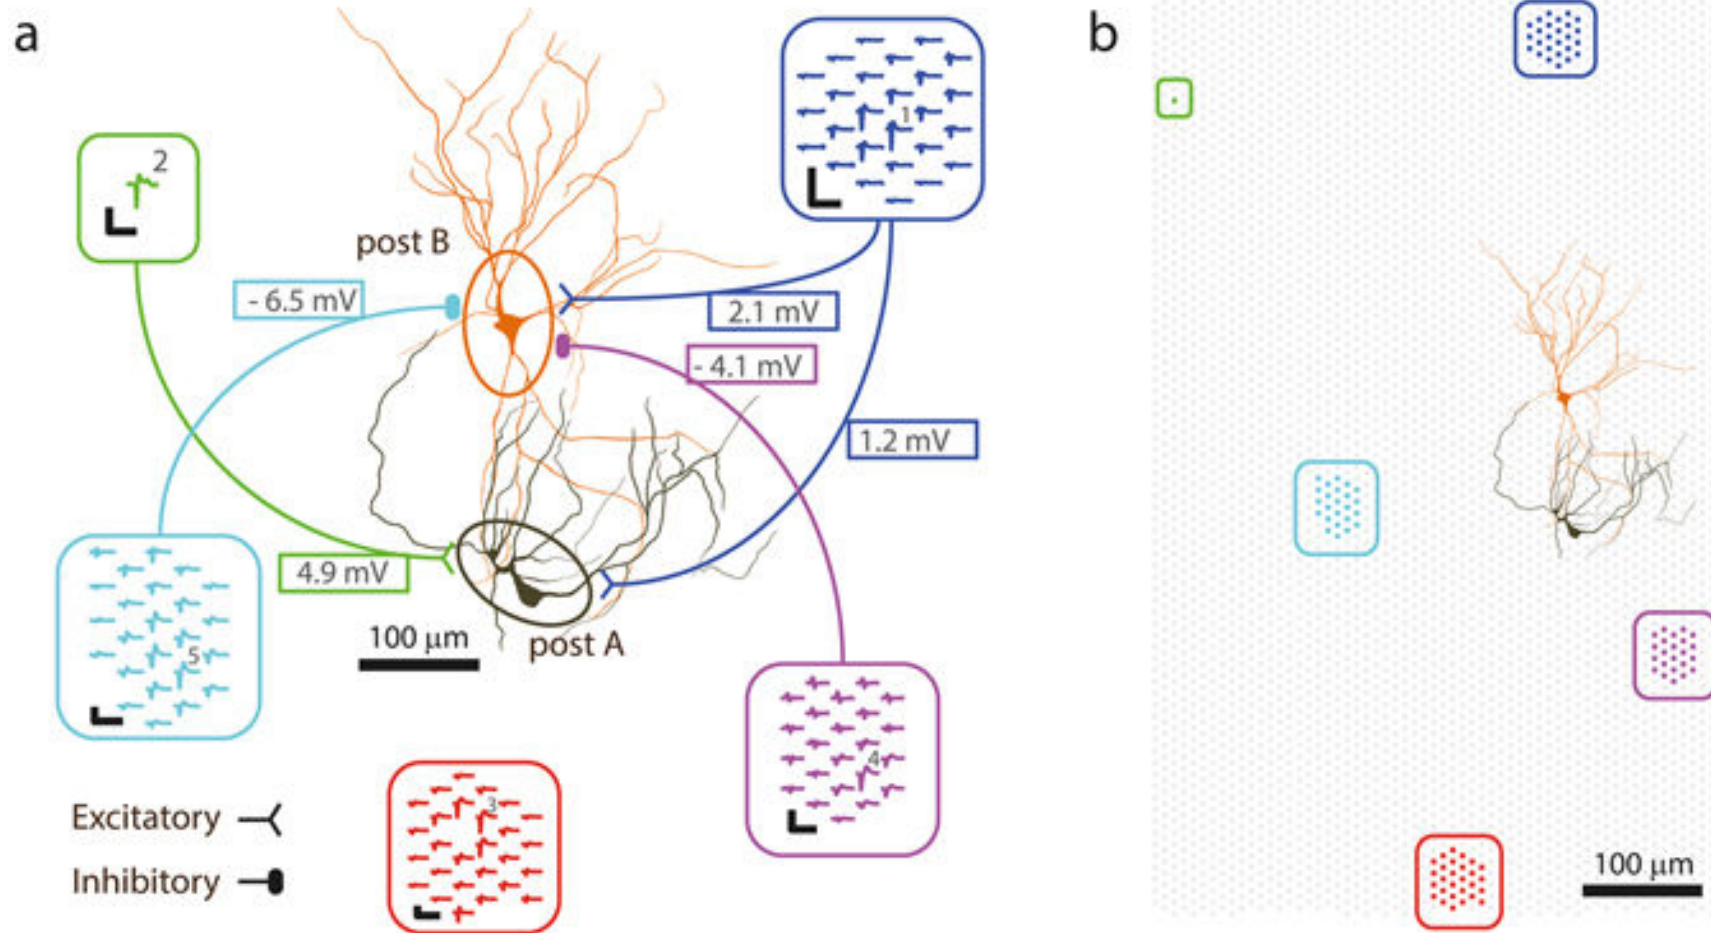 a
b
1
2
post B
- 6.5 mV
2.1 mV
- 4.1 mV
1.2 mV
4.9 mV
100 μm
post A
5
4
3
Excitatory
Inhibitory
100 μm